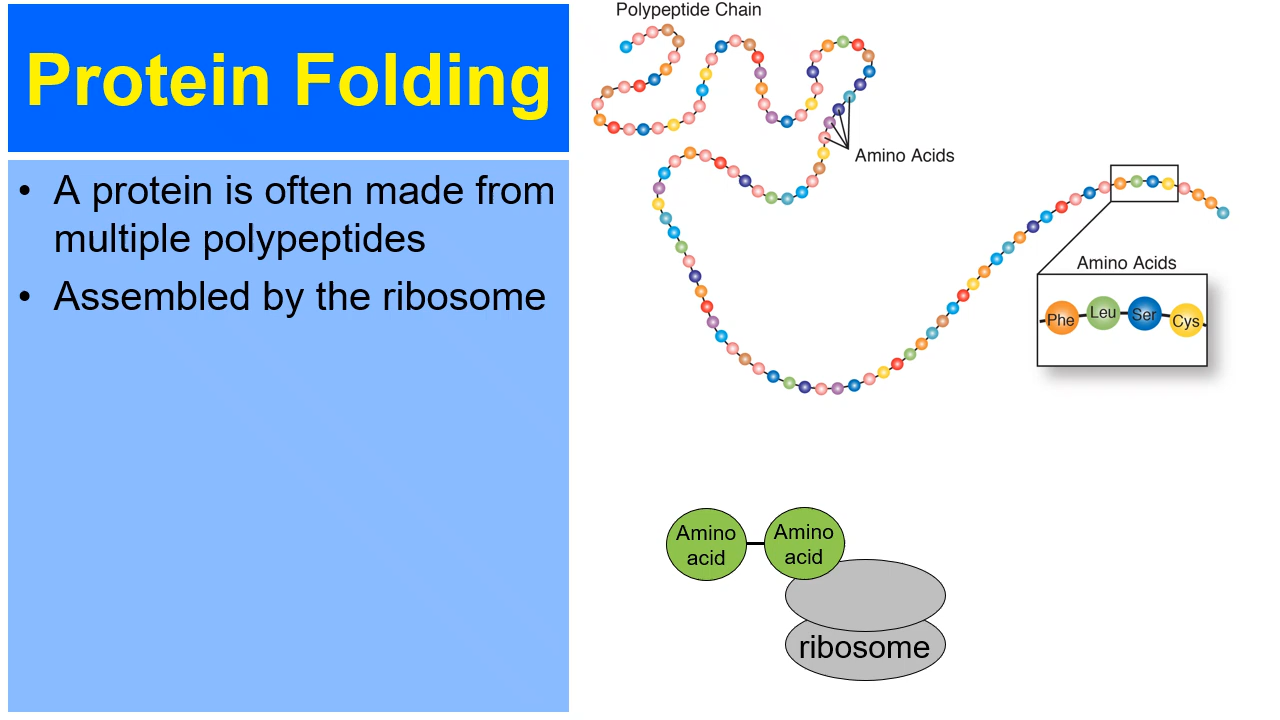 Protein Folding
• A protein is often made from
multiple polypeptides
• Assembled by the ribosome
Polypeptide Chain
Amino Acids
Amino Acids
Phe Leu Ser Cys
Amino
acid
Amino
acid
ribosome